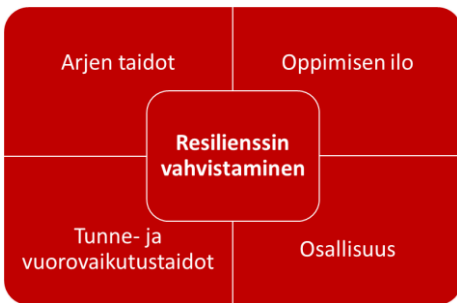 Arjen taidot
Oppimisen ilo
Resilienssin
vahvistaminen
Tunne- ja
vuorovaikutustaidot
Osallisuus